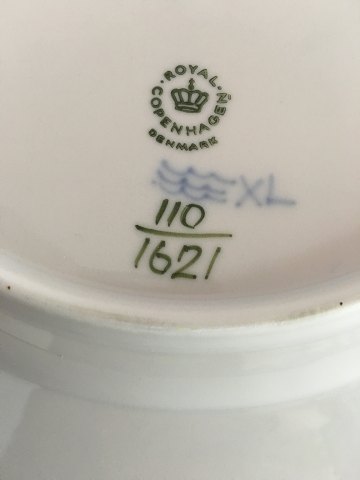 ROYAL
COPENHAGEN
DENMARK
XL
110
1621